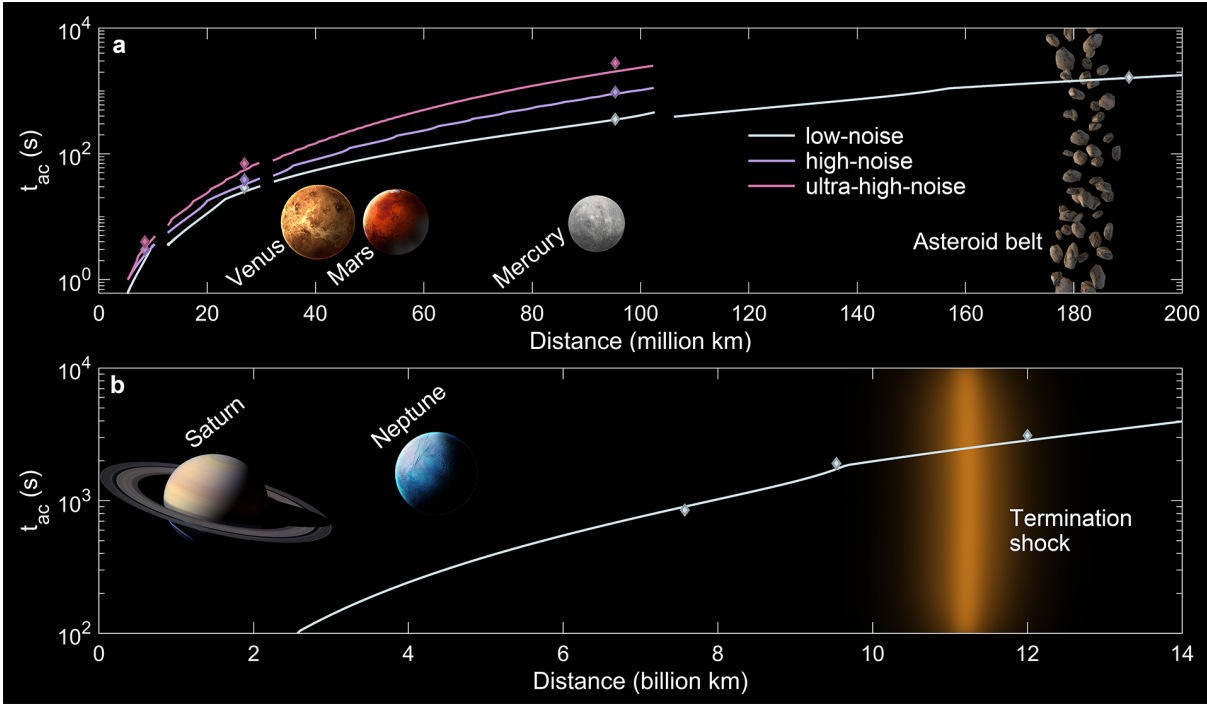 a
10^4
10^2
10^0
t_ac (s)
low-noise
high-noise
ultra-high-noise
Venus
Mars
Mercury
Asteroid belt
0 20 40 60 80 100 120 140 160 180 200
Distance (million km)
b
10^4
10^3
10^2
t_ac (s)
Saturn
Neptune
Termination
shock
0 2 4 6 8 10 12 14
Distance (billion km)